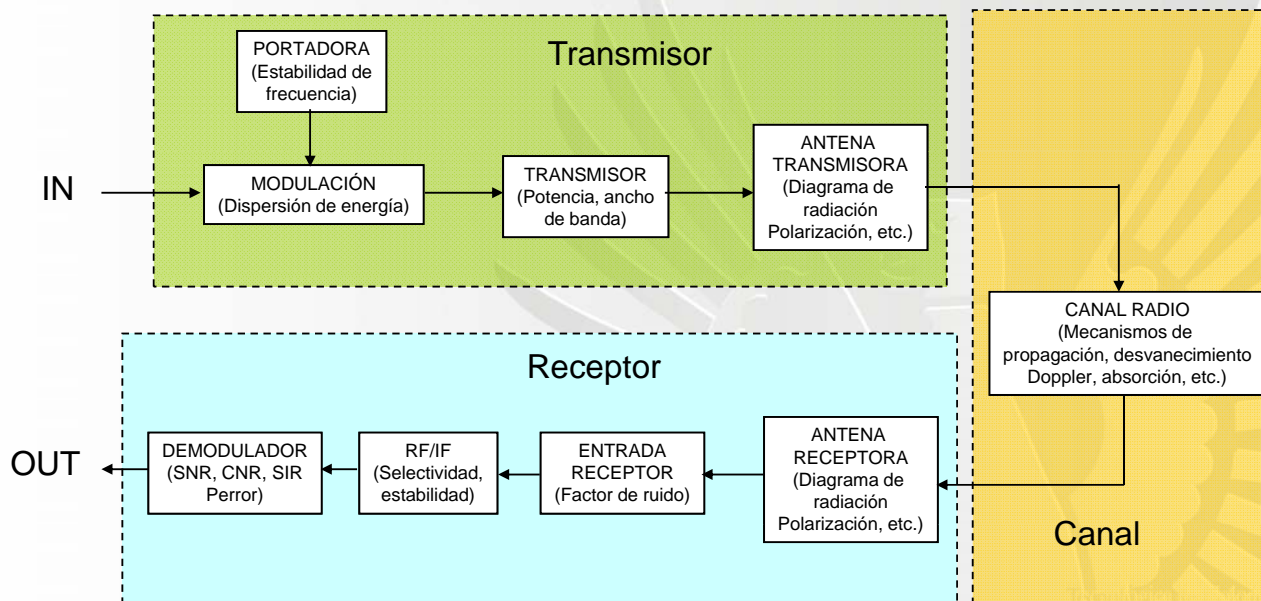 Transmisor
PORTADORA
(Estabilidad de
frecuencia)
IN
MODULACIÓN
(Dispersión de energía)
TRANSMISOR
(Potencia, ancho
de banda)
ANTENA
TRANSMISORA
(Diagrama de
radiación
Polarización, etc.)
CANAL RADIO
(Mecanismos de
propagación, desvanecimiento
Doppler, absorción, etc.)
Canal
Receptor
ANTENA
RECEPTORA
(Diagrama de
radiación
Polarización, etc.)
ENTRADA
RECEPTOR
(Factor de ruido)
RF/IF
(Selectividad,
estabilidad)
DEMODULADOR
(SNR, CNR, SIR
Perror)
OUT